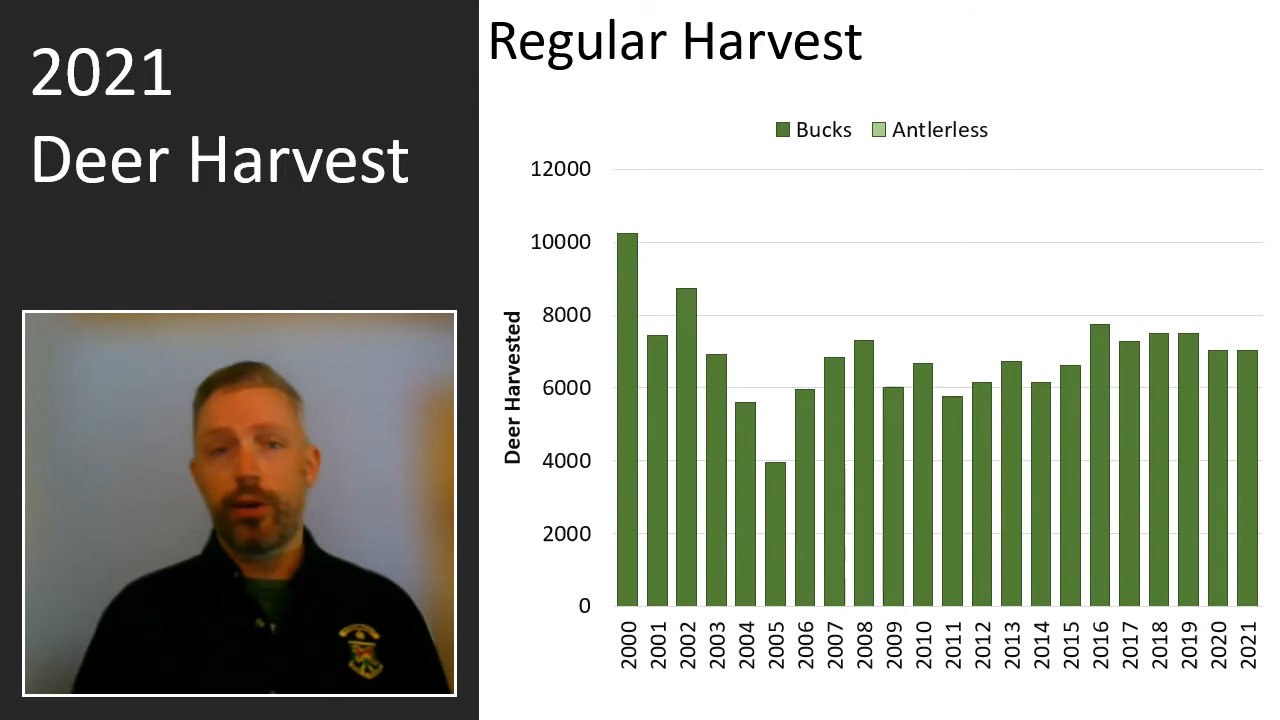 2021
Deer Harvest
Regular Harvest
Bucks Antlerless
12000
10000
8000
6000
4000
2000
0
Deer Harvested
2000 2001 2002 2003 2004 2005 2006 2007 2008 2009 2010 2011 2012 2013 2014 2015 2016 2017 2018 2019 2020 2021